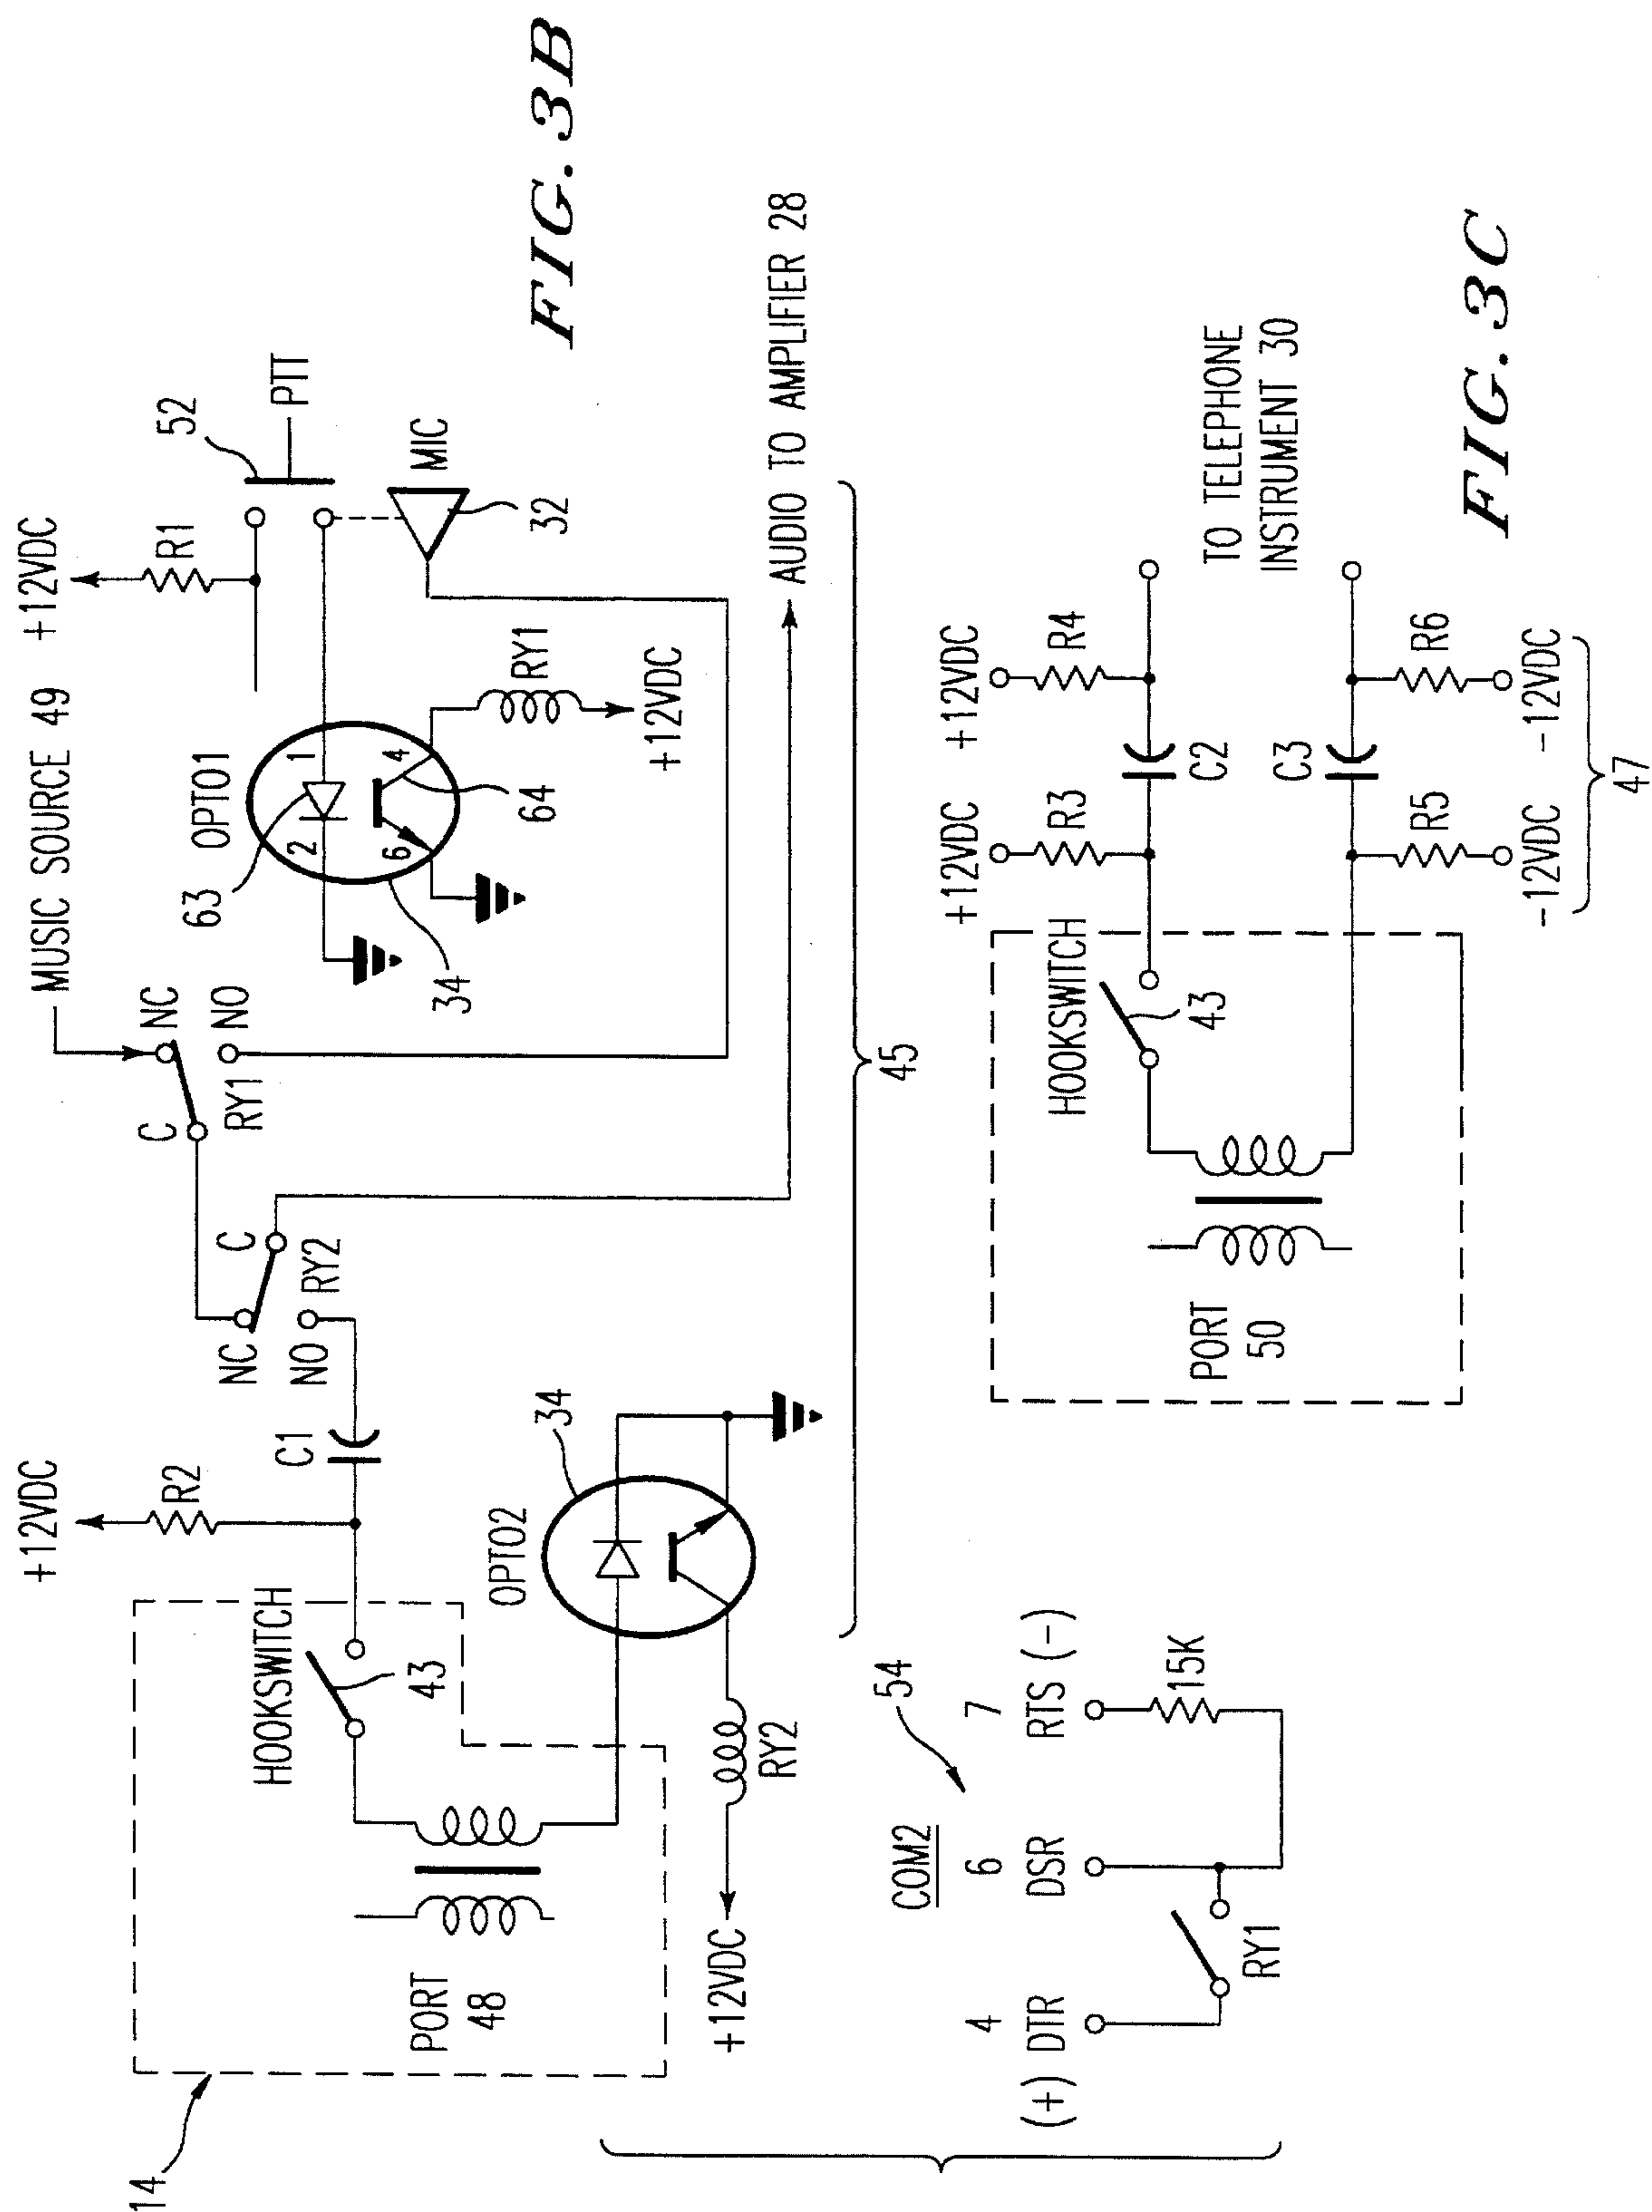 FIG. 3B
MUSIC SOURCE 49
+12VDC
R1
52
PTT
MIC
32
OPTO1
63
1
2
4
6
64
34
RY1
+12VDC
C
NC
NO
RY1
C
NC
NO
RY2
AUDIO TO AMPLIFIER 28
+12VDC
R2
C1
HOOKSWITCH
43
PORT
48
14
OPTO2
34
RY2
+12VDC
45
COM2
54
4
6
7
(+) DTR
DSR
RTS (-)
15K
RY1
FIG. 3C
+12VDC
+12VDC
R3
R4
C2
C3
R5
R6
-12VDC
-12VDC
47
HOOKSWITCH
43
PORT
50
TO TELEPHONE
INSTRUMENT 30